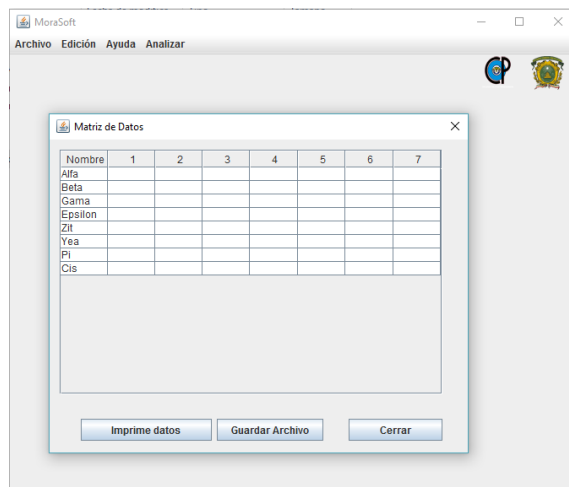 MoraSoft
Archivo Edición Ayuda Analizar
CP
Matriz de Datos
Nombre 1 2 3 4 5 6 7
Alfa
Beta
Gama
Epsilon
Zit
Yea
Pi
Cis
Imprime datos Guardar Archivo Cerrar